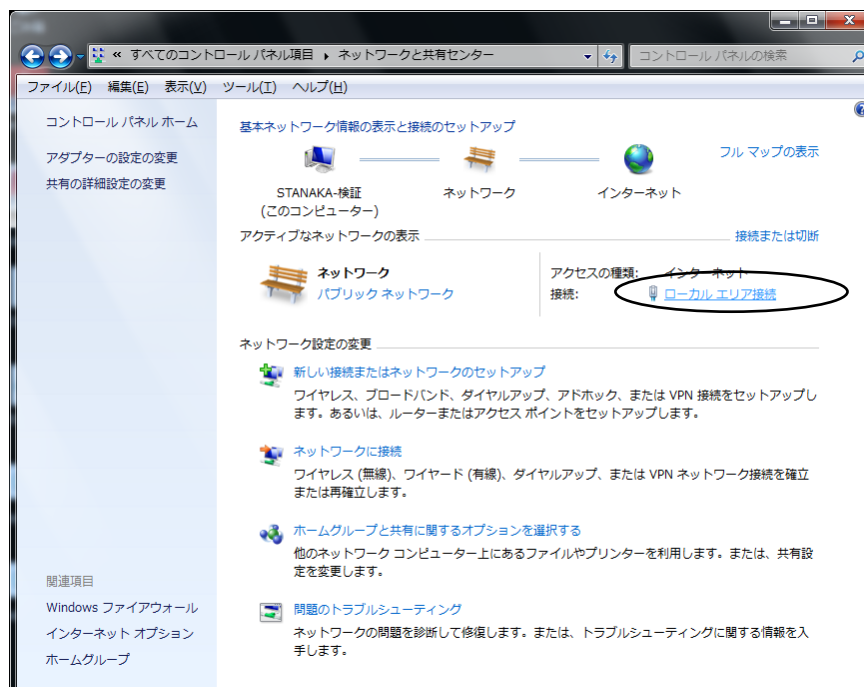 « すべてのコントロール パネル項目 ▸ ネットワークと共有センター
コントロール パネルの検索
ファイル(F) 編集(E) 表示(V) ツール(T) ヘルプ(H)
コントロール パネル ホーム
アダプターの設定の変更
共有の詳細設定の変更
基本ネットワーク情報の表示と接続のセットアップ
フル マップの表示
STANAKA-検証
(このコンピューター)
ネットワーク
インターネット
アクティブなネットワークの表示
接続または切断
ネットワーク
パブリック ネットワーク
アクセスの種類: インターネット
接続: ローカル エリア接続
ネットワーク設定の変更
新しい接続またはネットワークのセットアップ
ワイヤレス、ブロードバンド、ダイヤルアップ、アドホック、または VPN 接続をセットアップし
ます。あるいは、ルーターまたはアクセス ポイントをセットアップします。
ネットワークに接続
ワイヤレス (無線)、ワイヤード (有線)、ダイヤルアップ、または VPN ネットワーク接続を確立
または再確立します。
ホームグループと共有に関するオプションを選択する
他のネットワーク コンピューター上にあるファイルやプリンターを利用します。または、共有設
定を変更します。
問題のトラブルシューティング
ネットワークの問題を診断して修復します。または、トラブルシューティングに関する情報を入
手します。
関連項目
Windows ファイアウォール
インターネット オプション
ホームグループ